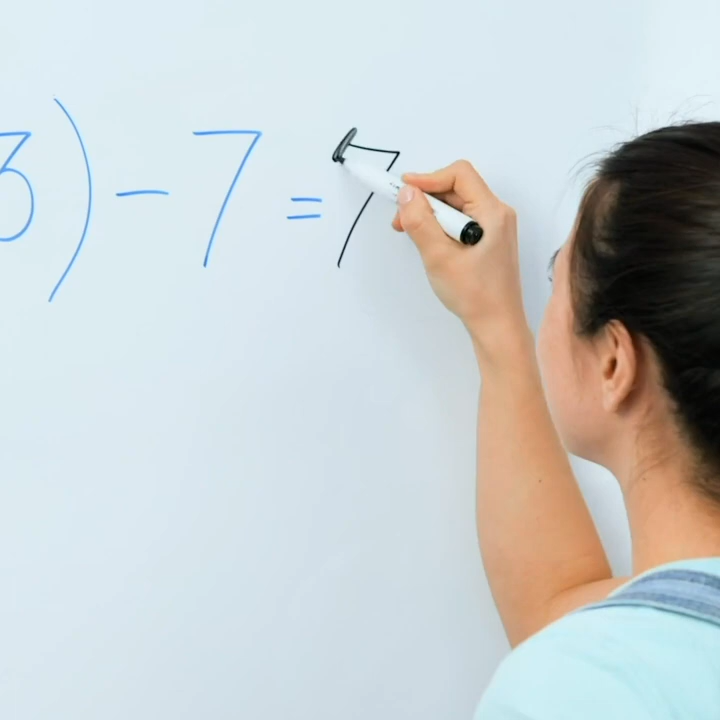 3) - 7 = 7